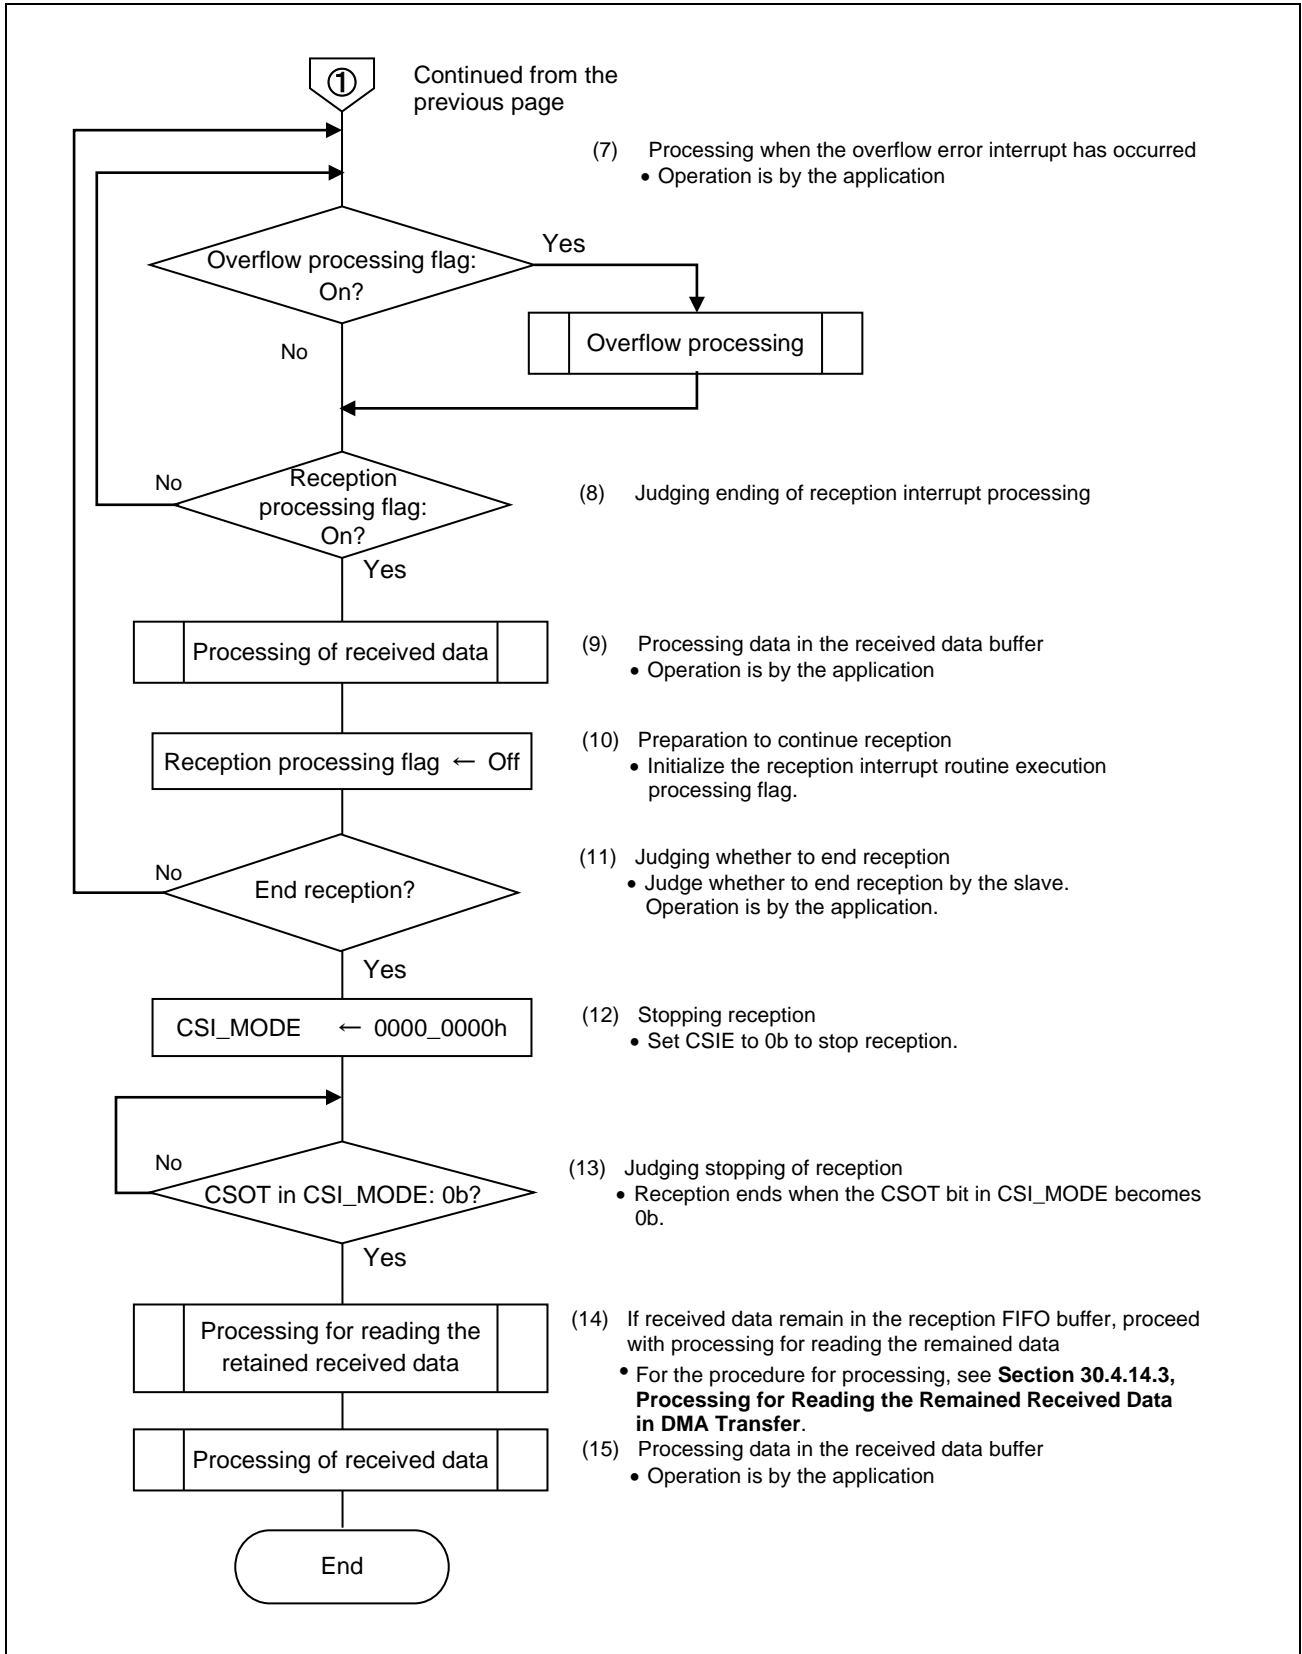 ①
Continued from the
previous page
(7) Processing when the overflow error interrupt has occurred
• Operation is by the application
Overflow processing flag:
On?
Yes
No
Overflow processing
Reception
processing flag:
On?
No
Yes
(8) Judging ending of reception interrupt processing
Processing of received data
(9) Processing data in the received data buffer
• Operation is by the application
Reception processing flag ← Off
(10) Preparation to continue reception
• Initialize the reception interrupt routine execution
processing flag.
End reception?
No
Yes
(11) Judging whether to end reception
• Judge whether to end reception by the slave.
Operation is by the application.
CSI_MODE ← 0000_0000h
(12) Stopping reception
• Set CSIE to 0b to stop reception.
No
CSOT in CSI_MODE: 0b?
Yes
(13) Judging stopping of reception
• Reception ends when the CSOT bit in CSI_MODE becomes
0b.
Processing for reading the
retained received data
(14) If received data remain in the reception FIFO buffer, proceed
with processing for reading the remained data
• For the procedure for processing, see Section 30.4.14.3,
Processing for Reading the Remained Received Data
in DMA Transfer.
Processing of received data
(15) Processing data in the received data buffer
• Operation is by the application
End